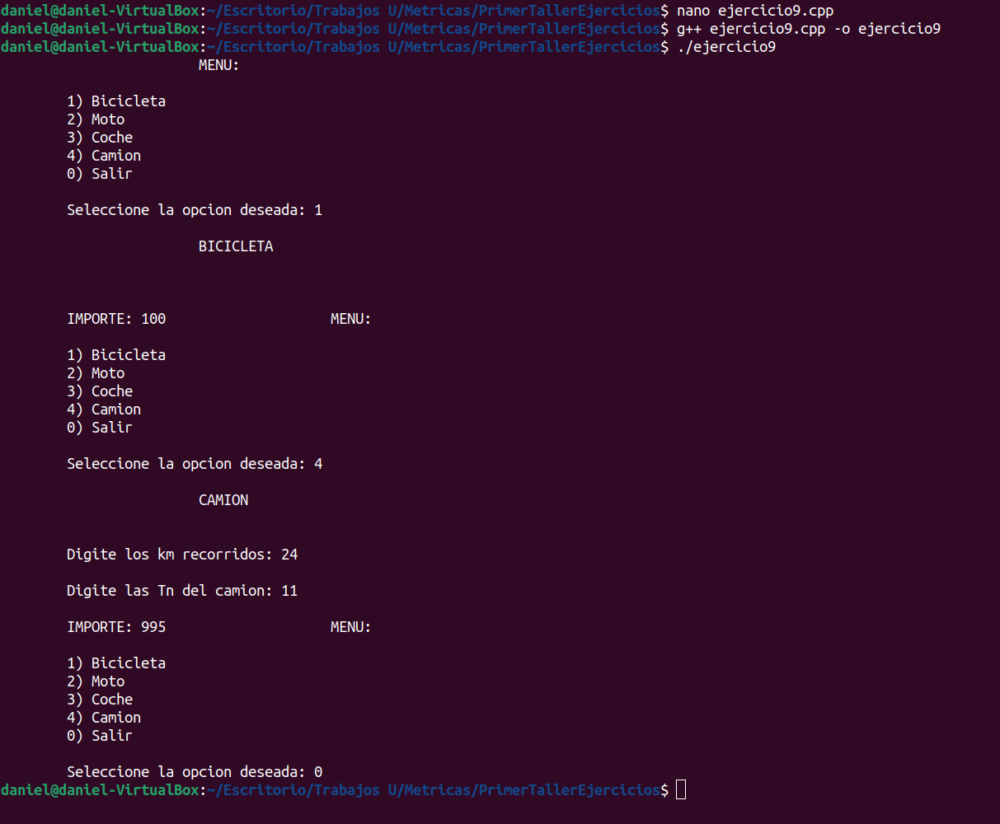 daniel@daniel-VirtualBox:~/Escritorio/Trabajos U/Metricas/PrimerTallerEjercicios$ nano ejercicio9.cpp
daniel@daniel-VirtualBox:~/Escritorio/Trabajos U/Metricas/PrimerTallerEjercicios$ g++ ejercicio9.cpp -o ejercicio9
daniel@daniel-VirtualBox:~/Escritorio/Trabajos U/Metricas/PrimerTallerEjercicios$ ./ejercicio9
MENU:
1) Bicicleta
2) Moto
3) Coche
4) Camion
0) Salir
Seleccione la opcion deseada: 1
BICICLETA
IMPORTE: 100 MENU:
1) Bicicleta
2) Moto
3) Coche
4) Camion
0) Salir
Seleccione la opcion deseada: 4
CAMION
Digite los km recorridos: 24
Digite las Tn del camion: 11
IMPORTE: 995 MENU:
1) Bicicleta
2) Moto
3) Coche
4) Camion
0) Salir
Seleccione la opcion deseada: 0
daniel@daniel-VirtualBox:~/Escritorio/Trabajos U/Metricas/PrimerTallerEjercicios$